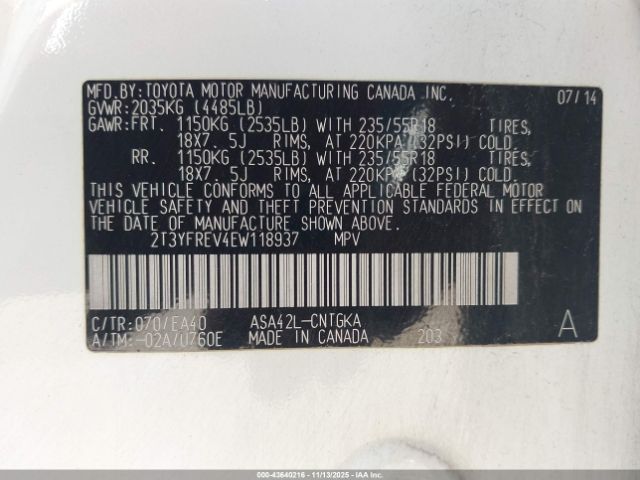 MFD. BY: TOYOTA MOTOR MANUFACTURING CANADA INC. 07/14
GVWR: 2035KG (4485LB)
GAWR: FRT. 1150KG (2535LB) WITH 235/55R18 TIRES,
18X7. 5J RIMS, AT 220KPA (32PSI) COLD.
RR. 1150KG (2535LB) WITH 235/55R18 TIRES,
18X7. 5J RIMS, AT 220KPA (32PSI) COLD.
THIS VEHICLE CONFORMS TO ALL APPLICABLE FEDERAL MOTOR
VEHICLE SAFETY AND THEFT PREVENTION STANDARDS IN EFFECT ON
THE DATE OF MANUFACTURE SHOWN ABOVE.
2T3YFREV4EW118937 MPV
C/TR: 070/EA40 ASA42L-CNTGKA A
A/TM: -02A/U760E MADE IN CANADA 203
000-43640216 - 11/13/2025 - IAAI.CA